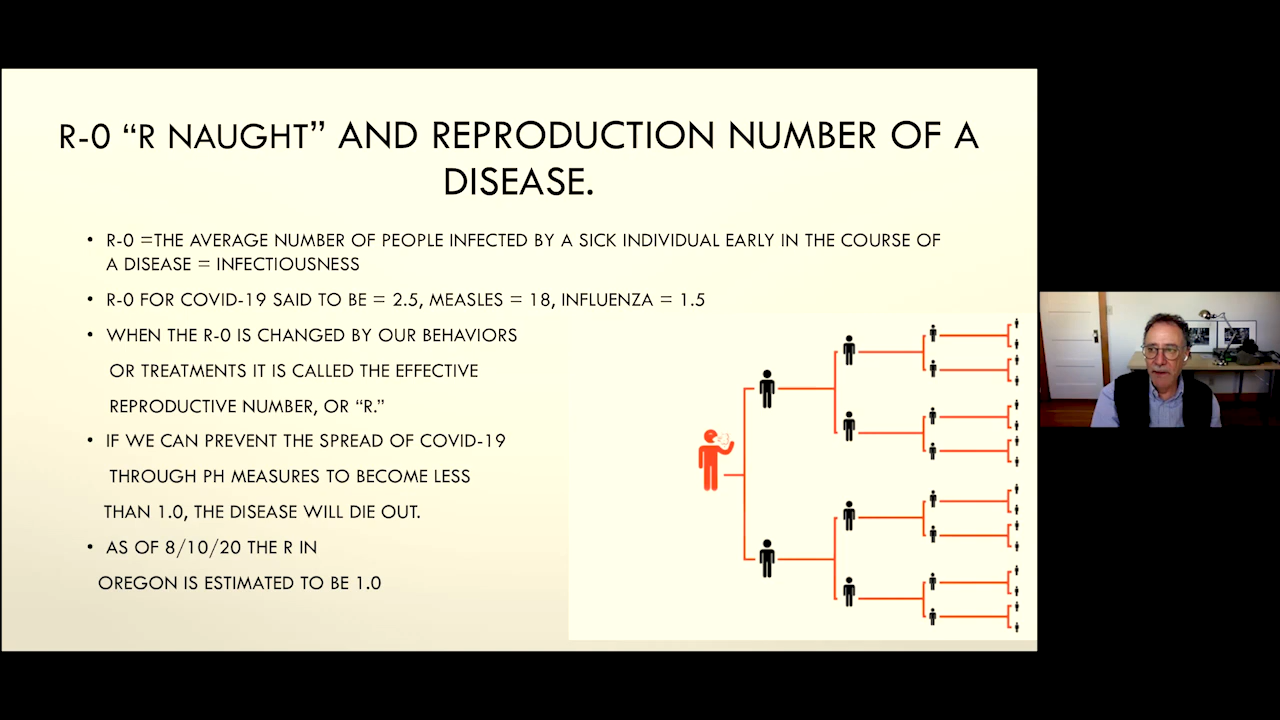 R-0 “R NAUGHT” AND REPRODUCTION NUMBER OF A
DISEASE.
• R-0 =THE AVERAGE NUMBER OF PEOPLE INFECTED BY A SICK INDIVIDUAL EARLY IN THE COURSE OF
A DISEASE = INFECTIOUSNESS
• R-0 FOR COVID-19 SAID TO BE = 2.5, MEASLES = 18, INFLUENZA = 1.5
• WHEN THE R-0 IS CHANGED BY OUR BEHAVIORS
OR TREATMENTS IT IS CALLED THE EFFECTIVE
REPRODUCTIVE NUMBER, OR “R.”
• IF WE CAN PREVENT THE SPREAD OF COVID-19
THROUGH PH MEASURES TO BECOME LESS
THAN 1.0, THE DISEASE WILL DIE OUT.
• AS OF 8/10/20 THE R IN
OREGON IS ESTIMATED TO BE 1.0